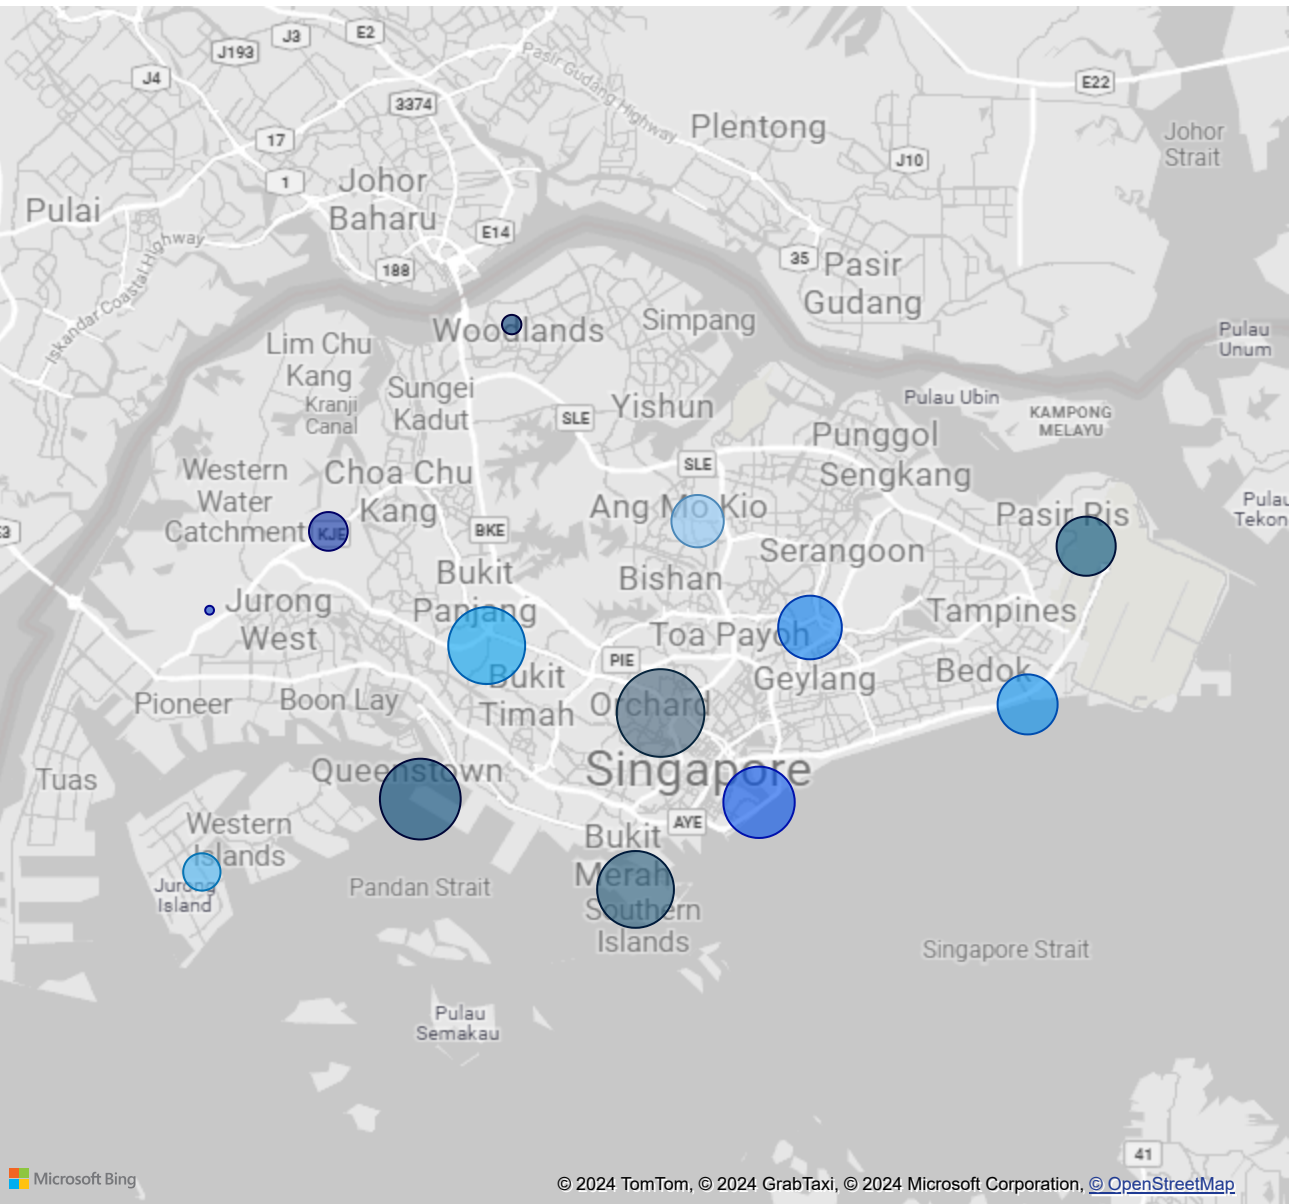 J193
J3
E2
J4
3374
Pasir Gudang Highway
E22
17
Plentong
Johor
Strait
J10
1
Johor
Baharu
Pulai
E14
Iskandar Coastal Highway
188
35
Pasir
Gudang
Woodlands
Simpang
Pulau
Unum
Lim Chu
Kang
Kranji
Canal
Sungei
Kadut
SLE
Yishun
Pulau Ubin
KAMPONG
MELAYU
Punggol
Sengkang
SLE
Western
Water
Catchment
Choa Chu
Kang
KJE
BKE
Ang Mo Kio
Pasir Ris
Pulau
Tekon
Serangoon
Bukit
Panjang
Bishan
Jurong
West
Toa Payoh
Tampines
PIE
Bukit
Timah
Orchard
Geylang
Bedok
Pioneer
Boon Lay
Tuas
Queenstown
Singapore
Western
Islands
AYE
Bukit
Merah
Jurong
Island
Pandan Strait
Southern
Islands
Singapore Strait
Pulau
Semakau
41
Microsoft Bing
© 2024 TomTom, © 2024 GrabTaxi, © 2024 Microsoft Corporation, © OpenStreetMap